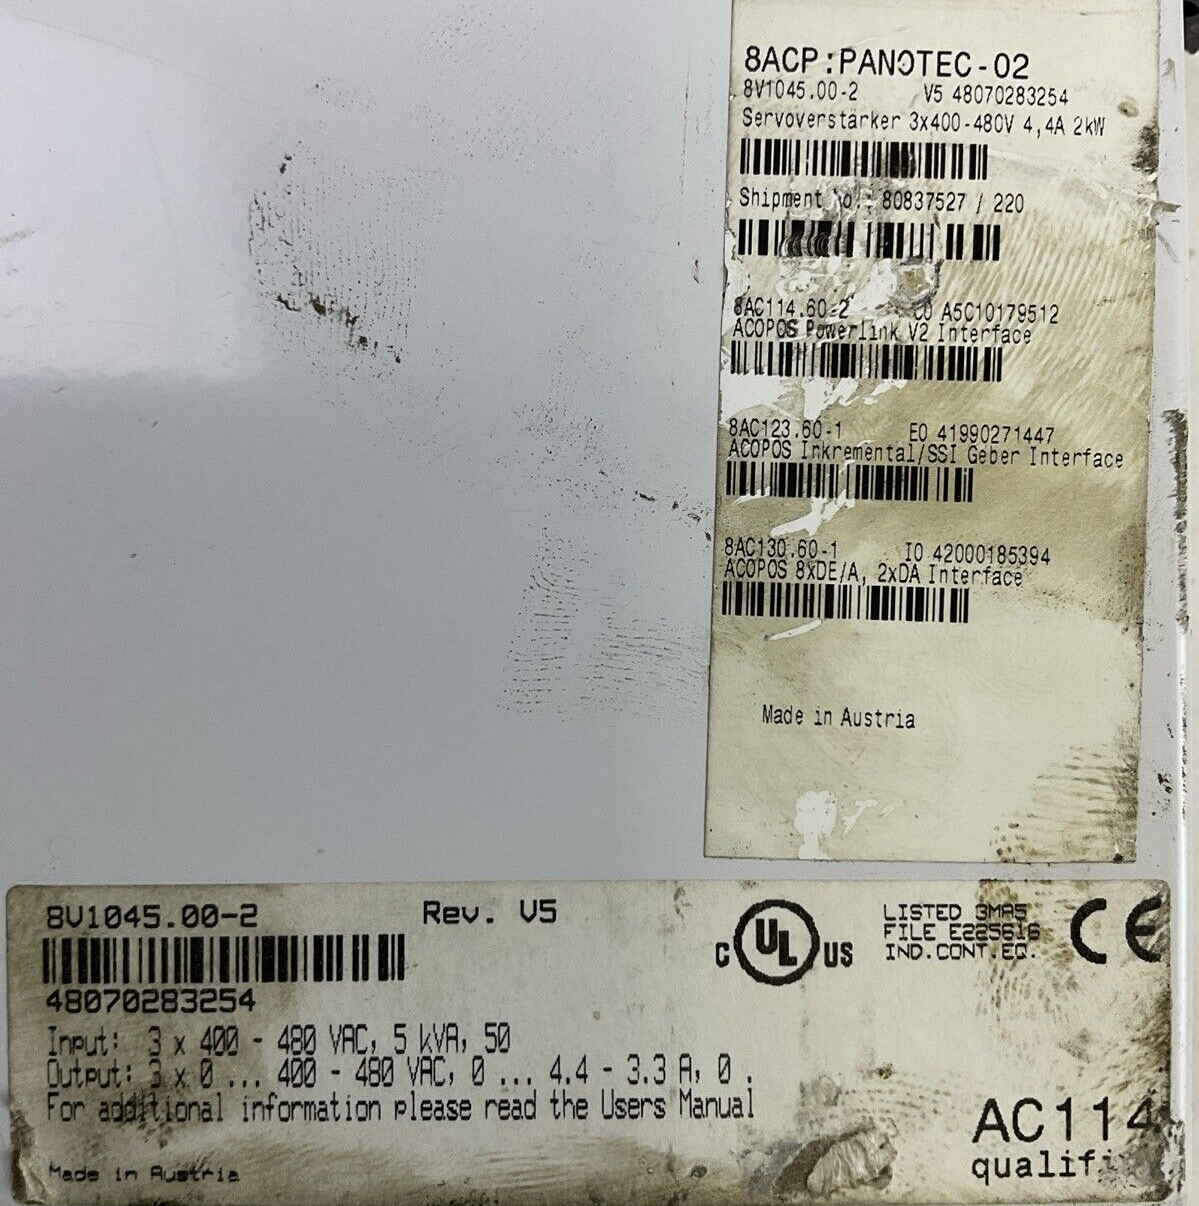 8ACP:PANOTEC-02
8V1045.00-2 V5 48070283254
Servoverstärker 3x400-480V 4,4A 2kW
Shipment No.: 80837527 / 220
8AC114.60-2 C0 A5C10179512
ACOPOS Powerlink V2 Interface
8AC123.60-1 E0 41990271447
ACOPOS Inkremental/SSI Geber Interface
8AC130.60-1 I0 42000185394
ACOPOS 8xDE/A, 2xDA Interface
Made in Austria
8V1045.00-2 Rev. V5
48070283254
Input: 3 x 400 - 480 VAC, 5 kVA, 50
Output: 3 x 0 ... 400 - 480 VAC, 0 ... 4.4 - 3.3 A, 0 .
For additional information please read the Users Manual
Made in Austria
C UL US
LISTED 3MA5
FILE E225616
IND.CONT.EQ.
CE
AC114